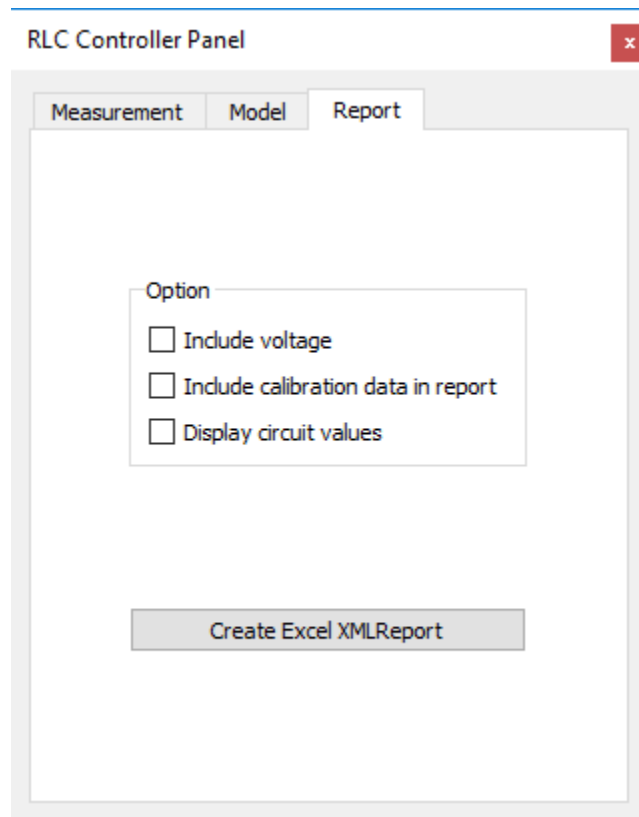 RLC Controller Panel x
Measurement Model Report
Option
Include voltage
Include calibration data in report
Display circuit values
Create Excel XMLReport